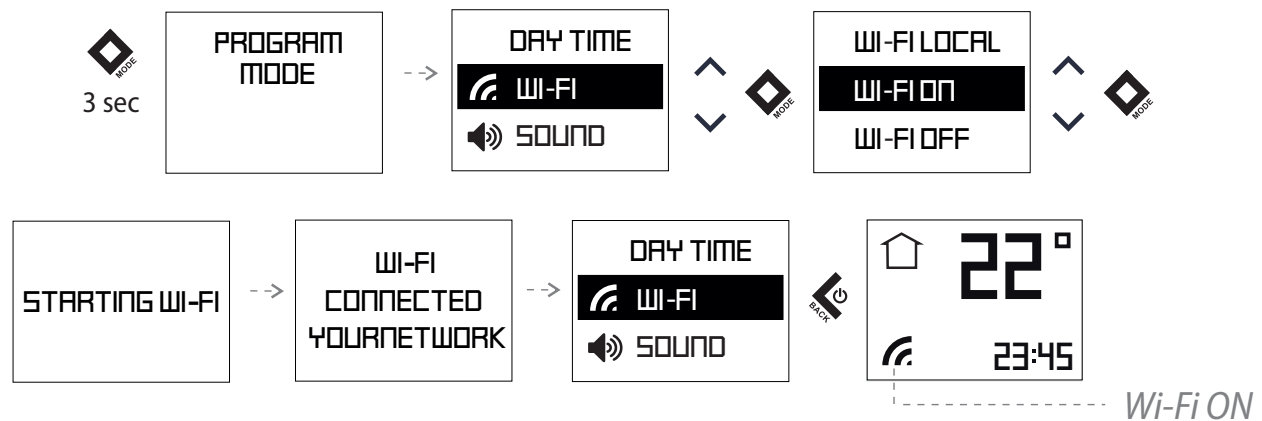 MODE
3 sec
PROGRAM
MODE
DAY TIME
WI-FI
SOUND
MODE
WI-FI LOCAL
WI-FI ON
WI-FI OFF
MODE
STARTING WI-FI
WI-FI
CONNECTED
YOURNETWORK
DAY TIME
WI-FI
SOUND
BACK
22°
23:45
Wi-Fi ON